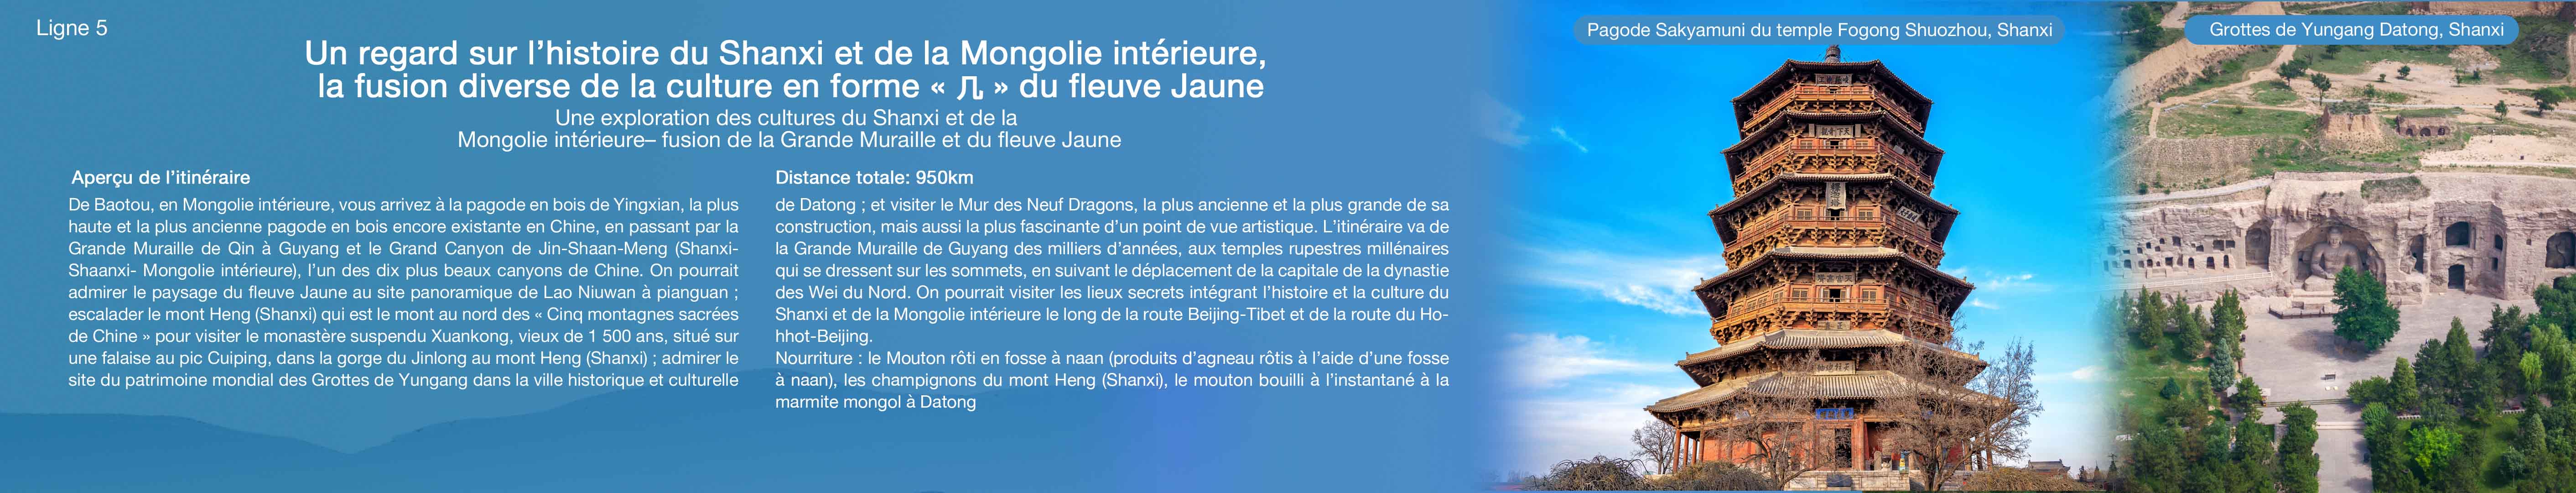 Ligne 5
Un regard sur l’histoire du Shanxi et de la Mongolie intérieure,
la fusion diverse de la culture en forme « 几 » du fleuve Jaune
Une exploration des cultures du Shanxi et de la
Mongolie intérieure– fusion de la Grande Muraille et du fleuve Jaune
Aperçu de l’itinéraire
De Baotou, en Mongolie intérieure, vous arrivez à la pagode en bois de Yingxian, la plus
haute et la plus ancienne pagode en bois encore existante en Chine, en passant par la
Grande Muraille de Qin à Guyang et le Grand Canyon de Jin-Shaan-Meng (Shanxi-
Shaanxi- Mongolie intérieure), l’un des dix plus beaux canyons de Chine. On pourrait
admirer le paysage du fleuve Jaune au site panoramique de Lao Niuwan à pianguan ;
escalader le mont Heng (Shanxi) qui est le mont au nord des « Cinq montagnes sacrées
de Chine » pour visiter le monastère suspendu Xuankong, vieux de 1 500 ans, situé sur
une falaise au pic Cuiping, dans la gorge du Jinlong au mont Heng (Shanxi) ; admirer le
site du patrimoine mondial des Grottes de Yungang dans la ville historique et culturelle
Distance totale: 950km
de Datong ; et visiter le Mur des Neuf Dragons, la plus ancienne et la plus grande de sa
construction, mais aussi la plus fascinante d’un point de vue artistique. L’itinéraire va de
la Grande Muraille de Guyang des milliers d’années, aux temples rupestres millénaires
qui se dressent sur les sommets, en suivant le déplacement de la capitale de la dynastie
des Wei du Nord. On pourrait visiter les lieux secrets intégrant l’histoire et la culture du
Shanxi et de la Mongolie intérieure le long de la route Beijing-Tibet et de la route du Ho-
hhot-Beijing.
Nourriture : le Mouton rôti en fosse à naan (produits d’agneau rôtis à l’aide d’une fosse
à naan), les champignons du mont Heng (Shanxi), le mouton bouilli à l’instantané à la
marmite mongol à Datong
Pagode Sakyamuni du temple Fogong Shuozhou, Shanxi
Grottes de Yungang Datong, Shanxi